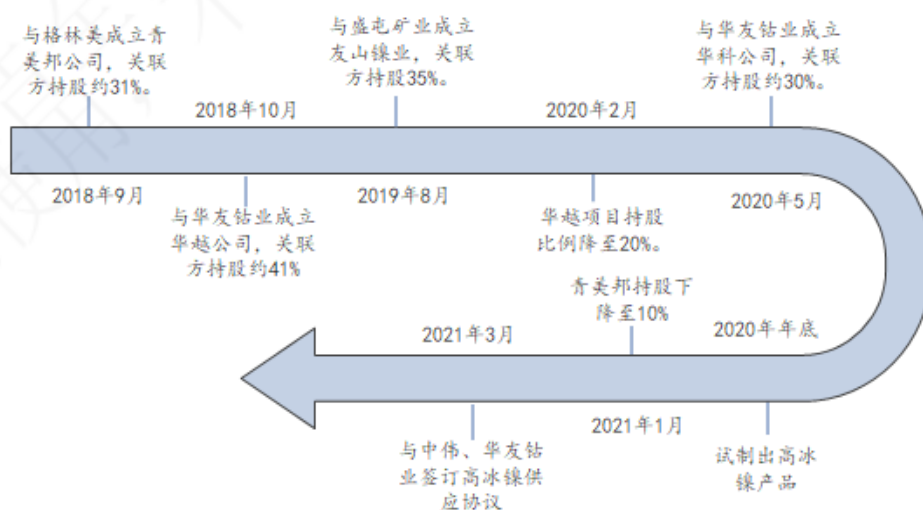 与格林美成立青
美邦公司，关联
方持股约31%。
2018年9月
2018年10月
与华友钴业成立
华越公司，关联
方持股约41%
与盛屯矿业成立
友山镍业，关联
方持股35%。
2019年8月
2020年2月
华越项目持股
比例降至20%。
与华友钴业成立
华科公司，关联
方持股约30%。
2020年5月
2020年年底
试制出高冰
镍产品
青美邦持股下
降至10%
2021年1月
2021年3月
与中伟、华友钴
业签订高冰镍供
应协议